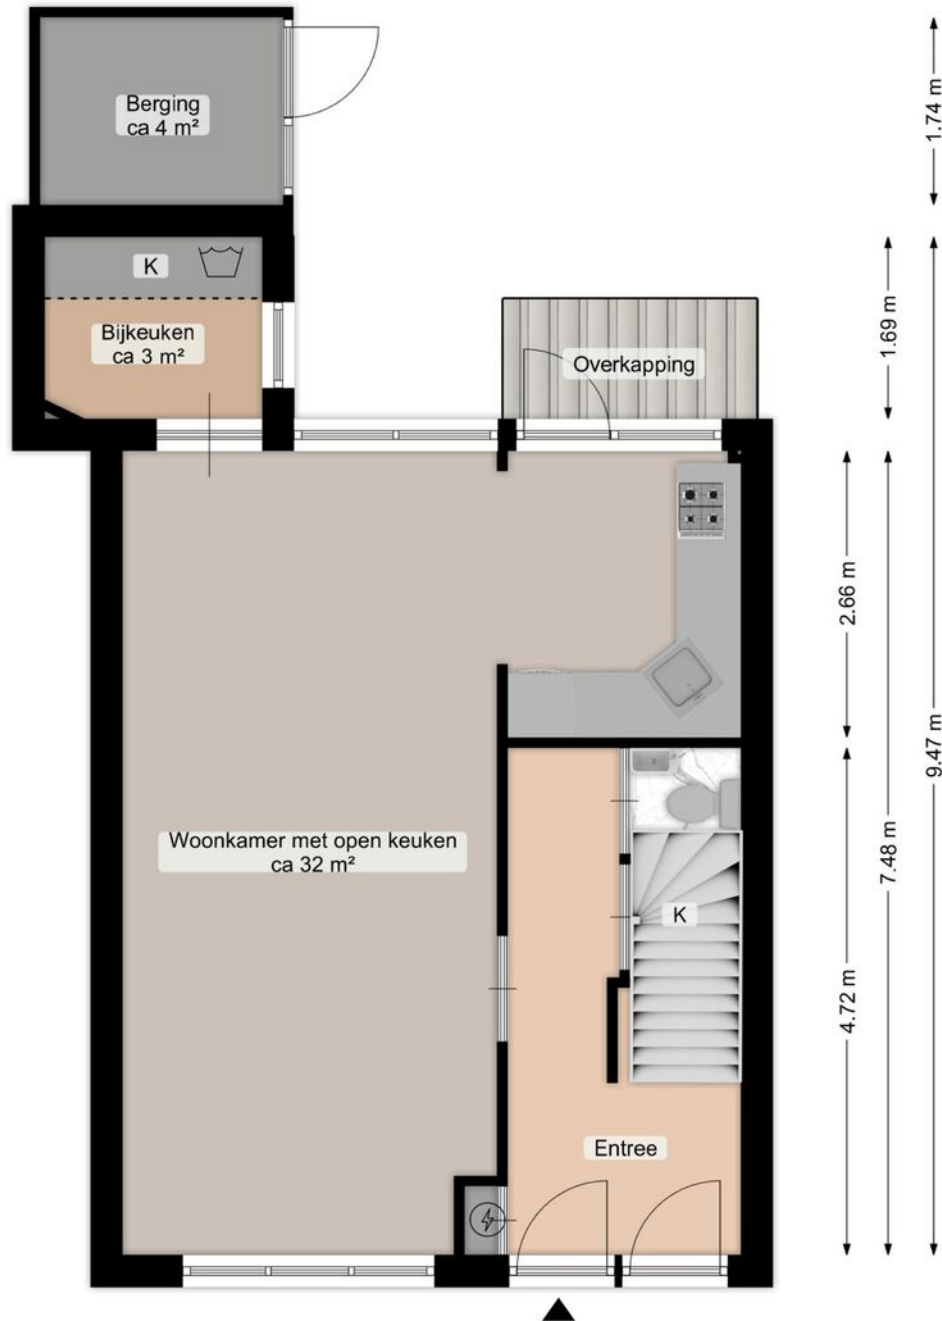 Berging
ca 4 m²
1.74 m
K
Bijkeuken
ca 3 m²
1.69 m
Overkapping
2.66 m
9.47 m
Woonkamer met open keuken
ca 32 m²
7.48 m
K
4.72 m
Entree